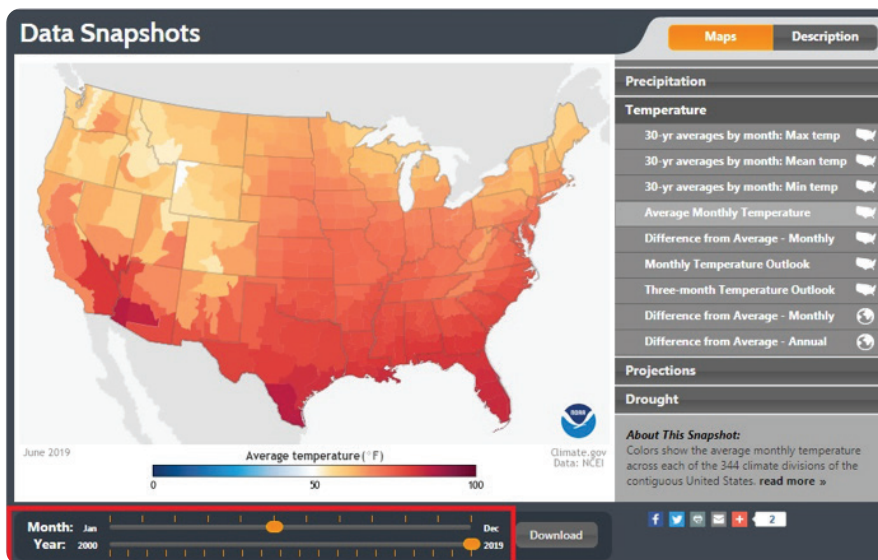 Data Snapshots
Maps
Description
Precipitation
Temperature
30-yr averages by month: Max temp
30-yr averages by month: Mean temp
30-yr averages by month: Min temp
Average Monthly Temperature
Difference from Average - Monthly
Monthly Temperature Outlook
Three-month Temperature Outlook
Difference from Average - Monthly
Difference from Average - Annual
Projections
Drought
About This Snapshot:
Colors show the average monthly temperature
across each of the 344 climate divisions of the
contiguous United States. read more »
NOAA
June 2019
Average temperature (°F)
0 50 100
Climate.gov
Data: NCEI
Month: Jan Dec
Year: 2000 2019
Download
2